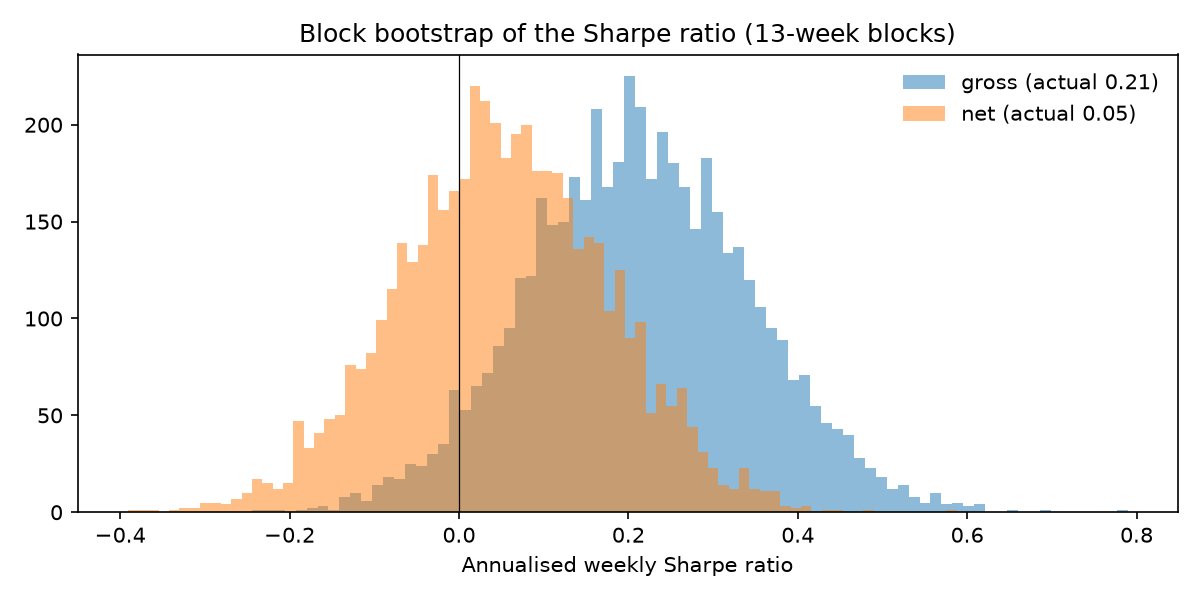 Block bootstrap of the Sharpe ratio (13-week blocks)
gross (actual 0.21)
net (actual 0.05)
200
150
100
50
0
−0.4 −0.2 0.0 0.2 0.4 0.6 0.8
Annualised weekly Sharpe ratio